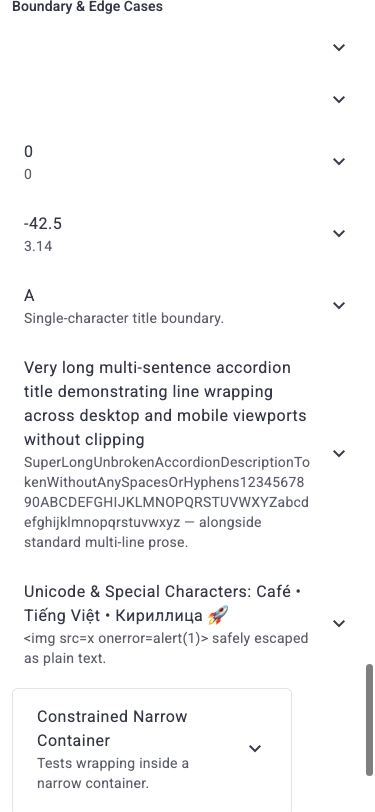 Boundary & Edge Cases
0
0
-42.5
3.14
A
Single-character title boundary.
Very long multi-sentence accordion
title demonstrating line wrapping
across desktop and mobile viewports
without clipping
SuperLongUnbrokenAccordionDescriptionTo
kenWithoutAnySpacesOrHyphens12345678
90ABCDEFGHIJKLMNOPQRSTUVWXYZabcd
efghijklmnopqrstuvwxyz — alongside
standard multi-line prose.
Unicode & Special Characters: Café •
Tiếng Việt • Кириллица 🚀
<img src=x onerror=alert(1)> safely escaped
as plain text.
Constrained Narrow
Container
Tests wrapping inside a
narrow container.